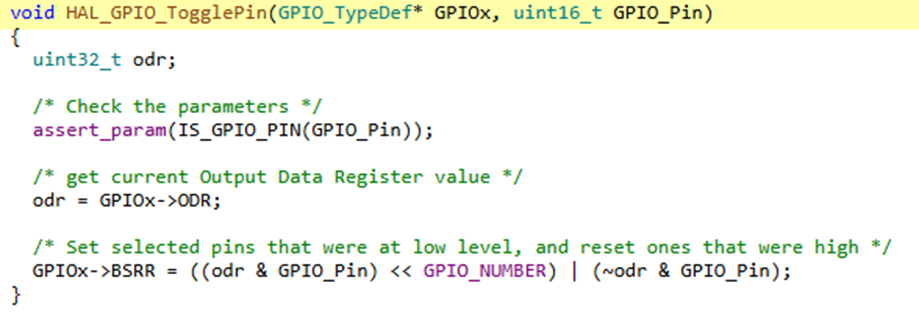 void HAL_GPIO_TogglePin(GPIO_TypeDef* GPIOx, uint16_t GPIO_Pin)
{
  uint32_t odr;
  /* Check the parameters */
  assert_param(IS_GPIO_PIN(GPIO_Pin));
  /* get current Output Data Register value */
  odr = GPIOx->ODR;
  /* Set selected pins that were at low level, and reset ones that were high */
  GPIOx->BSRR = ((odr & GPIO_Pin) << GPIO_NUMBER) | (~odr & GPIO_Pin);
}